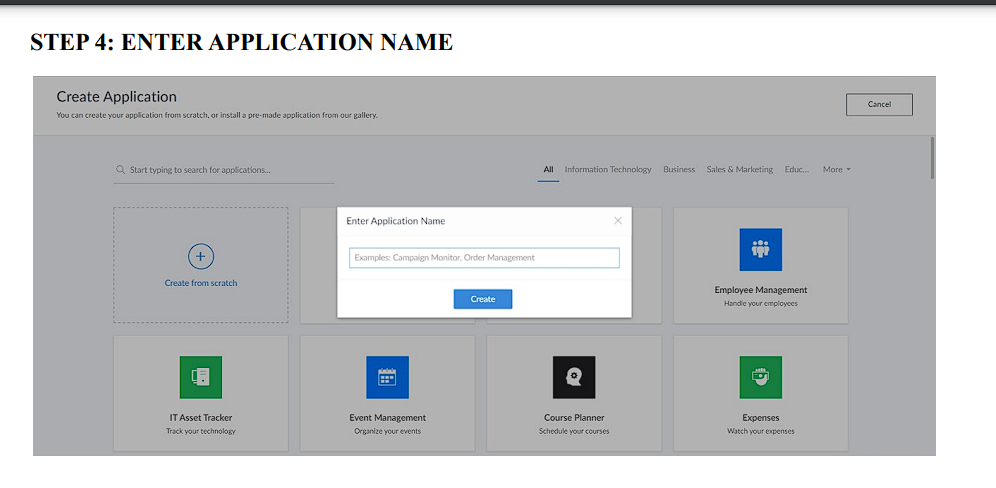 STEP 4: ENTER APPLICATION NAME
Create Application
You can create your application from scratch, or install a pre-made application from our gallery.
Cancel
Start typing to search for applications...
All Information Technology Business Sales & Marketing Educ... More
Enter Application Name
Examples: Campaign Monitor, Order Management
Create
Create from scratch
Employee Management
Handle your employees
IT Asset Tracker
Track your technology
Event Management
Organize your events
Course Planner
Schedule your courses
Expenses
Watch your expenses